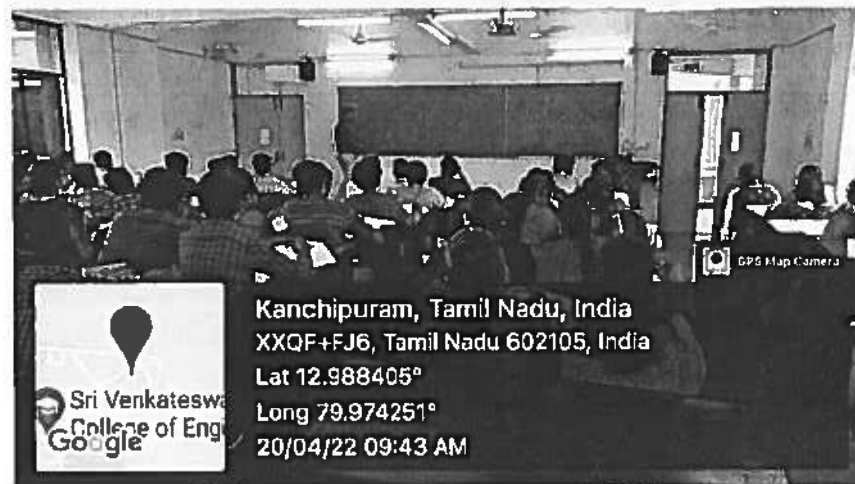 GPS Map Camera
Kanchipuram, Tamil Nadu, India
XXQF+FJ6, Tamil Nadu 602105, India
Lat 12.988405°
Long 79.974251°
20/04/22 09:43 AM
Sri Venkatesw
College of Eng
Google